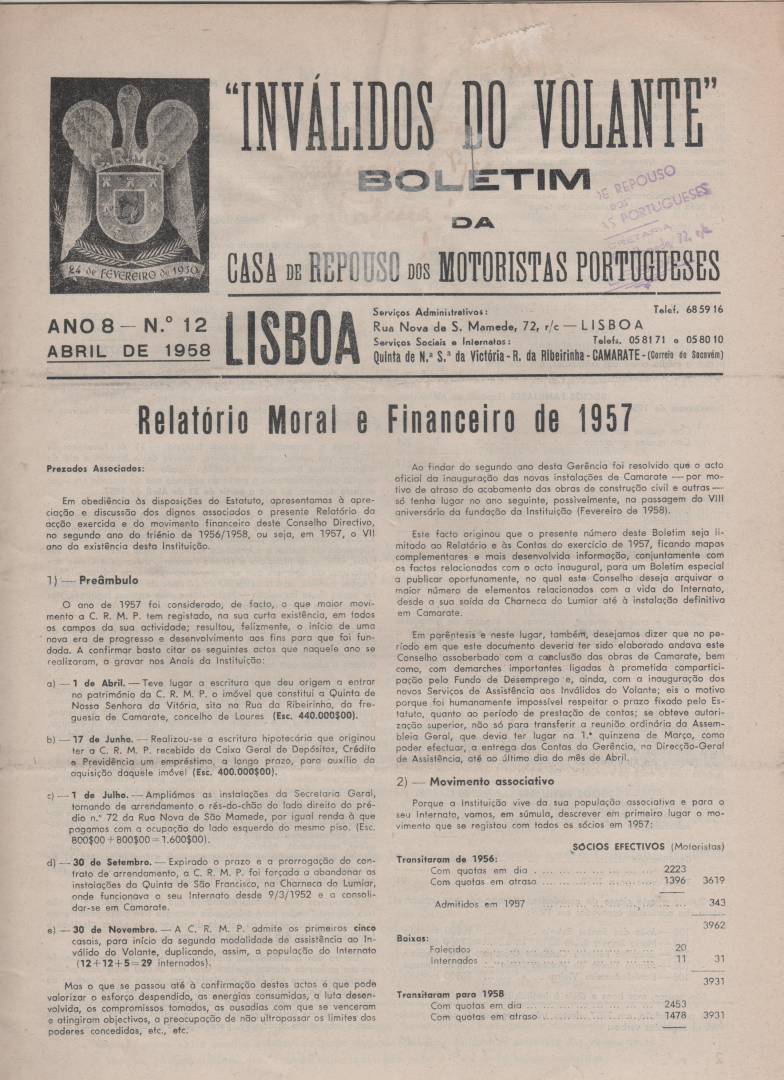 "INVÁLIDOS DO VOLANTE"
BOLETIM
DA
CASA DE REPOUSO DOS MOTORISTAS PORTUGUESES
C.R.M.P.
24 de FEVEREIRO de 1950
DE REPOUSO
DOS
S PORTUGUESES
72, r/c
ANO 8 — N.º 12
ABRIL DE 1958
LISBOA
Serviços Administrativos: Telef. 68 59 16
Rua Nova de S. Mamede, 72, r/c — LISBOA
Serviços Sociais e Internatos: Telefs. 05 81 71 e 05 80 10
Quinta de N.ª S.ª da Victória - R. da Ribeirinha - CAMARATE - (Correio de Sacavém)
Relatório Moral e Financeiro de 1957
Prezados Associados:
Em obediência às disposições do Estatuto, apresentamos à apre-
ciação e discussão dos dignos associados o presente Relatório da
acção exercida e do movimento financeiro deste Conselho Directivo,
no segundo ano do triénio de 1956/1958, ou seja, em 1957, o VII
ano da existência desta Instituição.
1) — Preâmbulo
O ano de 1957 foi considerado, de facto, o que maior movi-
mento a C. R. M. P. tem registado, na sua curta existência, em todos
os campos da sua actividade; resultou, felizmente, o início de uma
nova era de progresso e desenvolvimento aos fins para que foi fun-
dada. A confirmar basta citar os seguintes actos que naquele ano se
realizaram, a gravar nos Anais da Instituição:
a) — 1 de Abril. — Teve lugar a escritura que deu origem a entrar
no património da C. R. M. P. o imóvel que constitui a Quinta de
Nossa Senhora da Vitória, sita na Rua da Ribeirinha, da fre-
guesia de Camarate, concelho de Loures (Esc. 440.000$00).
b) — 17 de Junho. — Realizou-se a escritura hipotecária que originou
ter a C. R. M. P. recebido da Caixa Geral de Depósitos, Crédito
e Previdência um empréstimo, a longo prazo, para auxílio da
aquisição daquele imóvel (Esc. 400.000$00).
c) — 1 de Julho. — Ampliámos as instalações da Secretaria Geral,
tomando de arrendamento o rés-do-chão do lado direito do pré-
dio n.º 72 da Rua Nova de São Mamede, por igual renda à que
pagamos com a ocupação do lado esquerdo do mesmo piso. (Esc.
800$00 + 800$00 = 1.600$00).
d) — 30 de Setembro. — Expirado o prazo e a prorrogação do con-
trato de arrendamento, a C. R. M. P. foi forçada a abandonar as
instalações da Quinta de São Francisco, na Charneca do Lumiar,
onde funcionava o seu Internato desde 9/3/1952 e a consoli-
dar-se em Camarate.
e) — 30 de Novembro. — A C. R. M. P. admite os primeiros cinco
casais, para início da segunda modalidade de assistência ao In-
válido do Volante, duplicando, assim, a população do Internato
(12 + 12 + 5 = 29 internados).
Mas o que se passou até à confirmação destes actos é que pode
valorizar o esforço despendido, as energias consumidas, a luta desen-
volvida, os compromissos tomados, as ousadias com que se venceram
e atingiram objectivos, a preocupação de não ultrapassar os limites dos
poderes concedidos, etc., etc.
Ao findar do segundo ano desta Gerência foi resolvido que o acto
oficial da inauguração das novas instalações de Camarate — por mo-
tivo de atraso do acabamento das obras de construção civil e outras —
só tenha lugar no ano seguinte, possivelmente, na passagem do VIII
aniversário da fundação da Instituição (Fevereiro de 1958).
Este facto originou que o presente número deste Boletim seja li-
mitado ao Relatório e às Contas do exercício de 1957, ficando mapas
complementares e mais desenvolvida informação, conjuntamente com
os factos relacionados com o acto inaugural, para um Boletim especial
a publicar oportunamente, no qual este Conselho deseja arquivar o
maior número de elementos relacionados com a vida do Internato,
desde a sua saída da Charneca do Lumiar até à instalação definitiva
em Camarate.
Em parêntesis e neste lugar, também, desejamos dizer que no pe-
ríodo em que este documento deveria ter sido elaborado andava este
Conselho assoberbado com a conclusão das obras de Camarate, bem
como, com demarches importantes ligadas à prometida compartici-
pação pelo Fundo de Desemprego e, ainda, com a inauguração dos
novos Serviços de Assistência aos Inválidos do Volante; eis o motivo
porque foi humanamente impossível respeitar o prazo fixado pelo Es-
tatuto, quanto ao período de prestação de contas; se obteve autori-
zação superior, não só para transferir a reunião ordinária da Assem-
bleia Geral, que devia ter lugar na 1.ª quinzena de Março, como
poder efectuar, a entrega das Contas da Gerência, na Direcção-Geral
de Assistência, até ao último dia do mês de Abril.
2) — Movimento associativo
Porque a Instituição vive da sua população associativa e para o
seu Internato, vamos, em súmula, descrever em primeiro lugar o mo-
vimento que se registou com todos os sócios em 1957:
SÓCIOS EFECTIVOS (Motoristas)
Transitaram de 1956:
Com quotas em dia ........ 2223
Com quotas em atraso ........ 1396 3619
Admitidos em 1957 ........ 343
3962
Baixas:
Falecidos ........ 20
Internados ........ 11 31
3931
Transitaram para 1958
Com quotas em dia ........ 2453
Com quotas em atraso ........ 1478 3931